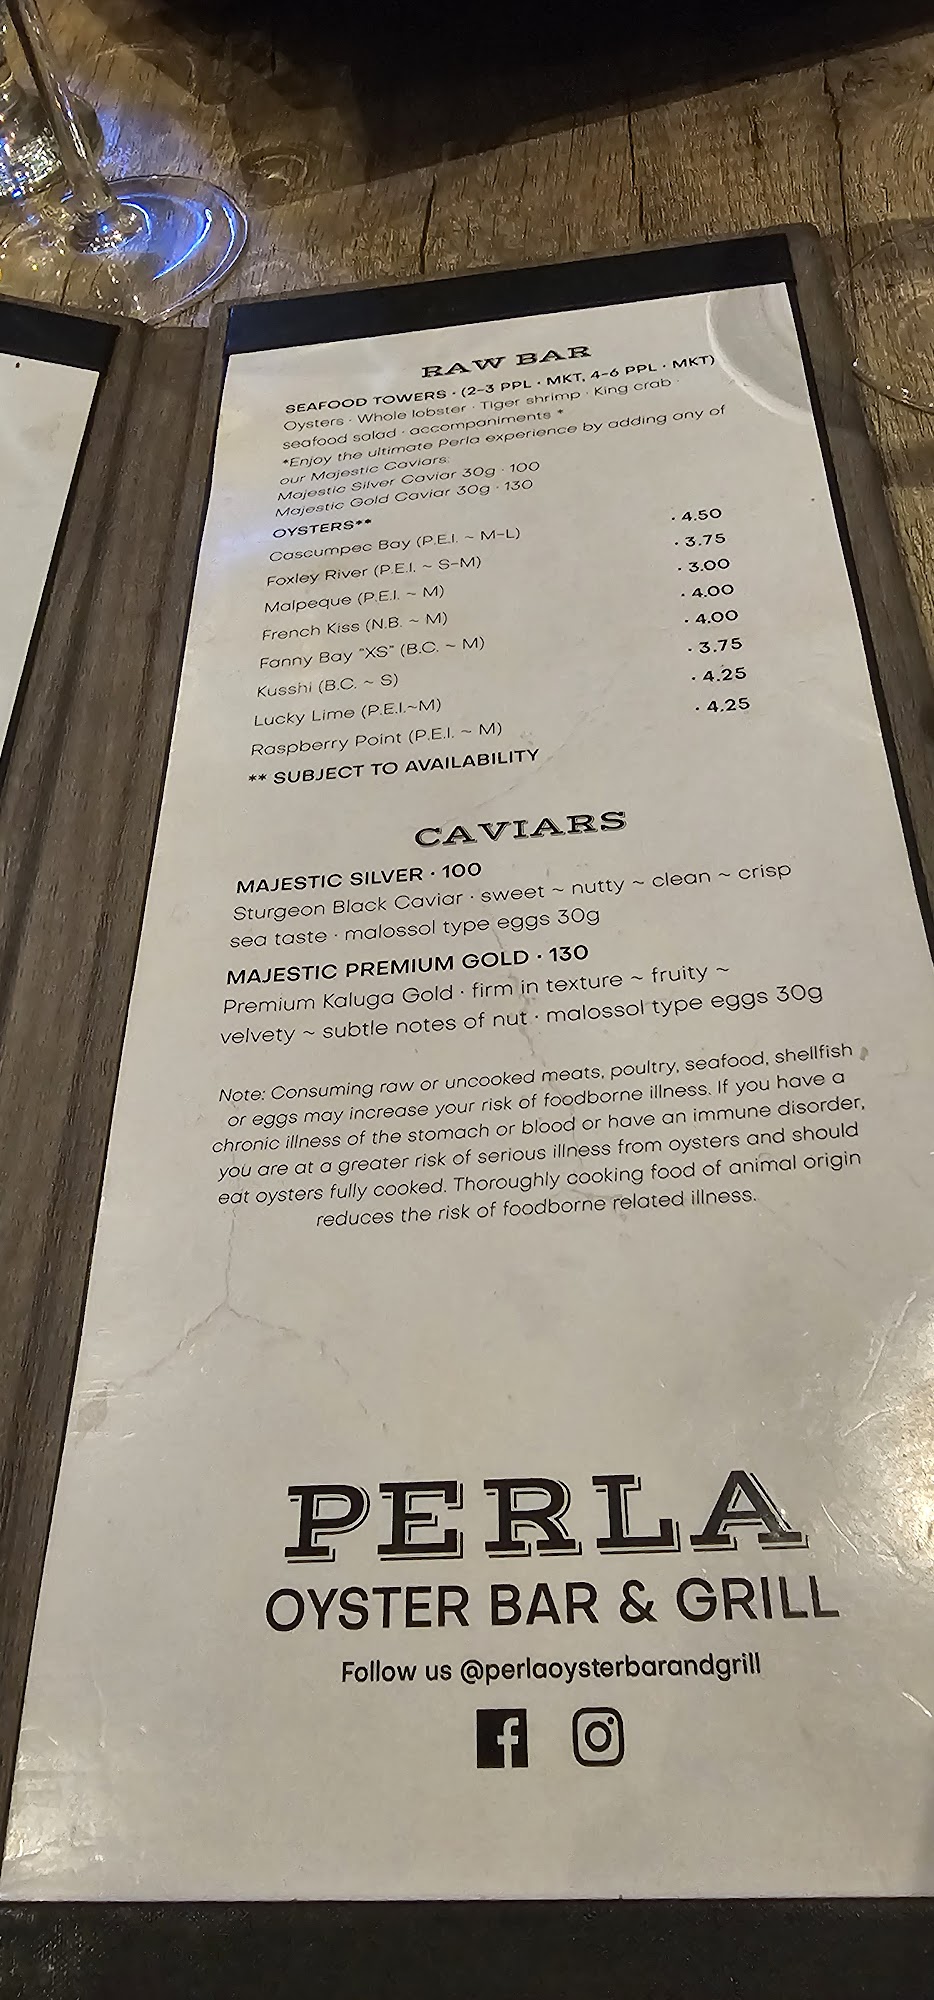 RAW BAR
SEAFOOD TOWERS · (2-3 PPL · MKT, 4-6 PPL · MKT)
Oysters · Whole lobster · Tiger shrimp · King crab ·
seafood salad · accompaniments *
*Enjoy the ultimate Perla experience by adding any of
our Majestic Caviars:
Majestic Silver Caviar 30g · 100
Majestic Gold Caviar 30g · 130
OYSTERS**
Cascumpec Bay (P.E.I. ~ M-L) · 4.50
Foxley River (P.E.I. ~ S-M) · 3.75
Malpeque (P.E.I. ~ M) · 3.00
French Kiss (N.B. ~ M) · 4.00
Fanny Bay "XS" (B.C. ~ M) · 4.00
Kusshi (B.C. ~ S) · 3.75
Lucky Lime (P.E.I.~M) · 4.25
Raspberry Point (P.E.I. ~ M) · 4.25
** SUBJECT TO AVAILABILITY
CAVIARS
MAJESTIC SILVER · 100
Sturgeon Black Caviar · sweet ~ nutty ~ clean ~ crisp
sea taste · malossol type eggs 30g
MAJESTIC PREMIUM GOLD · 130
Premium Kaluga Gold · firm in texture ~ fruity ~
velvety ~ subtle notes of nut · malossol type eggs 30g
Note: Consuming raw or uncooked meats, poultry, seafood, shellfish
or eggs may increase your risk of foodborne illness. If you have a
chronic illness of the stomach or blood or have an immune disorder,
you are at a greater risk of serious illness from oysters and should
eat oysters fully cooked. Thoroughly cooking food of animal origin
reduces the risk of foodborne related illness.
PERLA
OYSTER BAR & GRILL
Follow us @perlaoysterbarandgrill